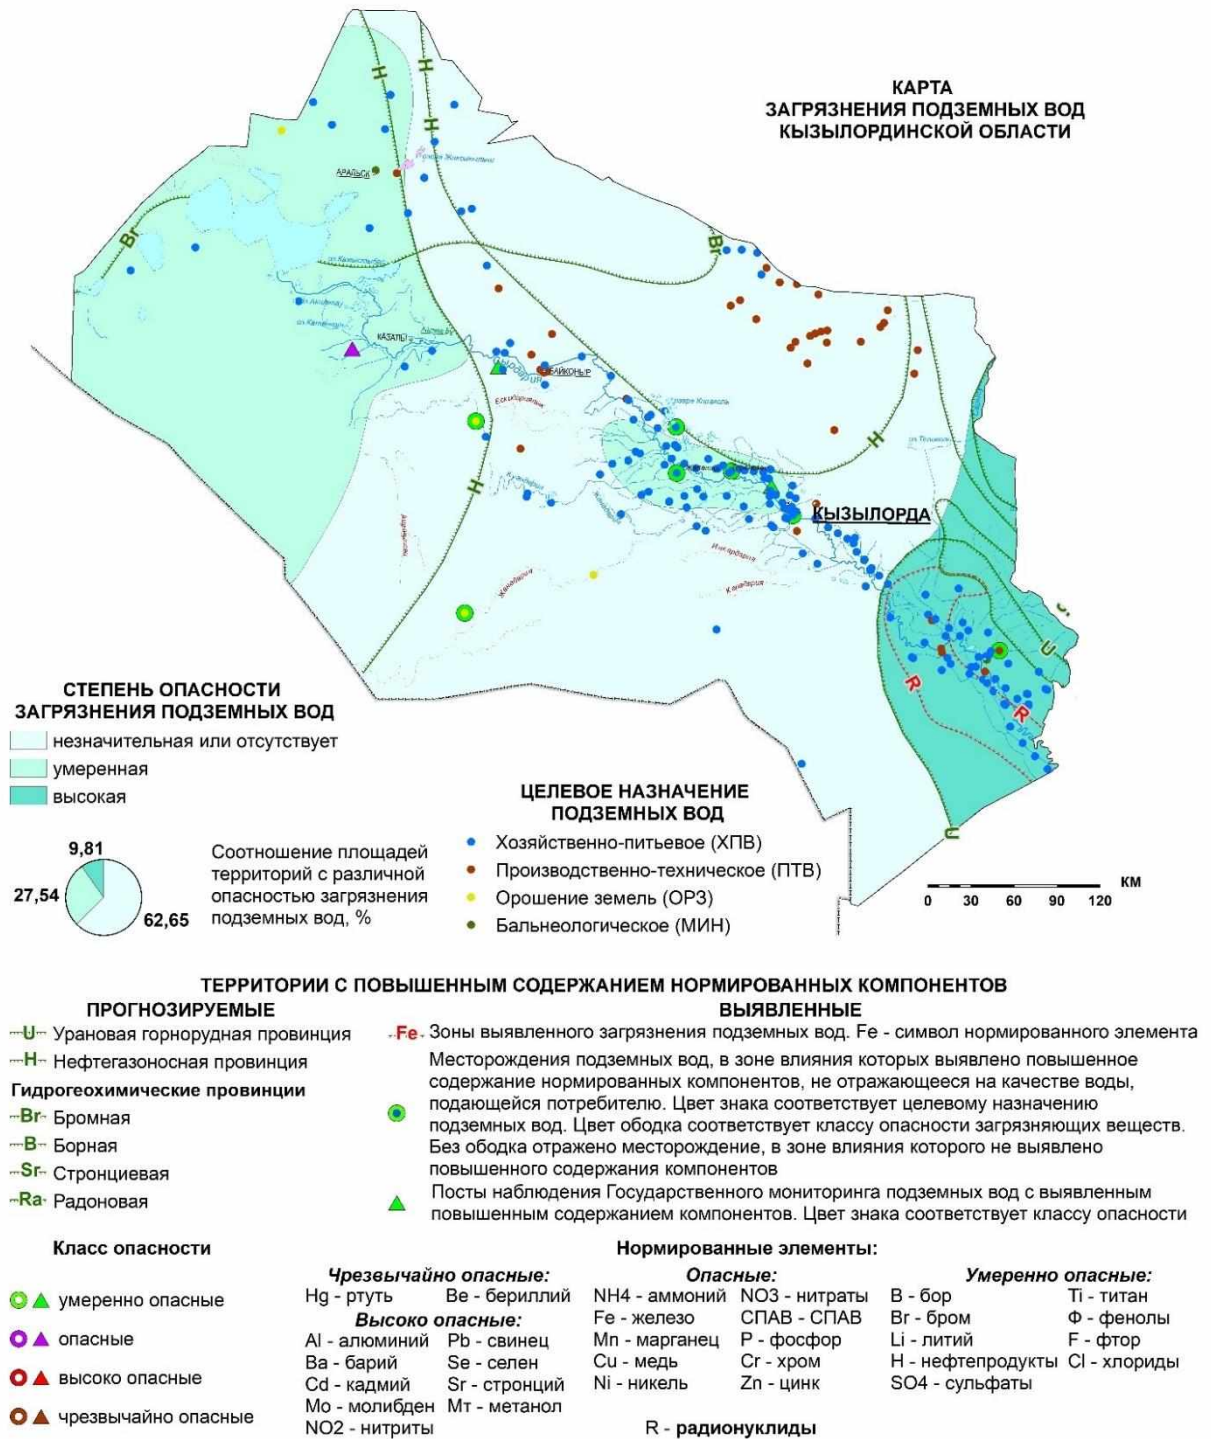 КАРТА
ЗАГРЯЗНЕНИЯ ПОДЗЕМНЫХ ВОД
КЫЗЫЛОРДИНСКОЙ ОБЛАСТИ
Н
Н
АРАЛЬСК
Br
Br
КАЗАЛЫ
Сырдария
БАЙКОНЫР
Н
Н
КЫЗЫЛОРДА
Жанадария
Инкардария
U
R
R
U
СТЕПЕНЬ ОПАСНОСТИ
ЗАГРЯЗНЕНИЯ ПОДЗЕМНЫХ ВОД
незначительная или отсутствует
умеренная
высокая
9,81
27,54
62,65
Соотношение площадей
территорий с различной
опасностью загрязнения
подземных вод, %
ЦЕЛЕВОЕ НАЗНАЧЕНИЕ
ПОДЗЕМНЫХ ВОД
Хозяйственно-питьевое (ХПВ)
Производственно-техническое (ПТВ)
Орошение земель (ОРЗ)
Бальнеологическое (МИН)
км
0 30 60 90 120
ТЕРРИТОРИИ С ПОВЫШЕННЫМ СОДЕРЖАНИЕМ НОРМИРОВАННЫХ КОМПОНЕНТОВ
ПРОГНОЗИРУЕМЫЕ
U Урановая горнорудная провинция
Н Нефтегазоносная провинция
Гидрогеохимические провинции
Br Бромная
В Борная
Sr Стронциевая
Ra Радоновая
ВЫЯВЛЕННЫЕ
Fe Зоны выявленного загрязнения подземных вод. Fe - символ нормированного элемента
Месторождения подземных вод, в зоне влияния которых выявлено повышенное
содержание нормированных компонентов, не отражающееся на качестве воды,
подающейся потребителю. Цвет знака соответствует целевому назначению
подземных вод. Цвет ободка соответствует классу опасности загрязняющих веществ.
Без ободка отражено месторождение, в зоне влияния которого не выявлено
повышенного содержания компонентов
Посты наблюдения Государственного мониторинга подземных вод с выявленным
повышенным содержанием компонентов. Цвет знака соответствует классу опасности
Класс опасности
умеренно опасные
опасные
высоко опасные
чрезвычайно опасные
Нормированные элементы:
Чрезвычайно опасные:
Hg - ртуть Be - бериллий
Высоко опасные:
Al - алюминий Pb - свинец
Ba - барий Se - селен
Cd - кадмий Sr - стронций
Mo - молибден Мт - метанол
NO2 - нитриты
Опасные:
NH4 - аммоний NO3 - нитраты
Fe - железо СПАВ - СПАВ
Mn - марганец P - фосфор
Cu - медь Cr - хром
Ni - никель Zn - цинк
Умеренно опасные:
B - бор Ti - титан
Br - бром Ф - фенолы
Li - литий F - фтор
Н - нефтепродукты Cl - хлориды
SO4 - сульфаты
R - радионуклиды